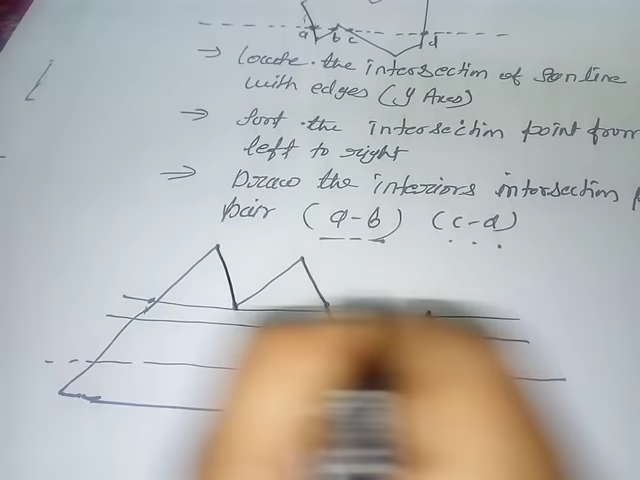 a b c d
→ locate the intersection of scanline
with edges (y Axes)
→ sort the intersection point from
left to right
→ Draw the interiors intersection p
pair (a-b) (c-d)